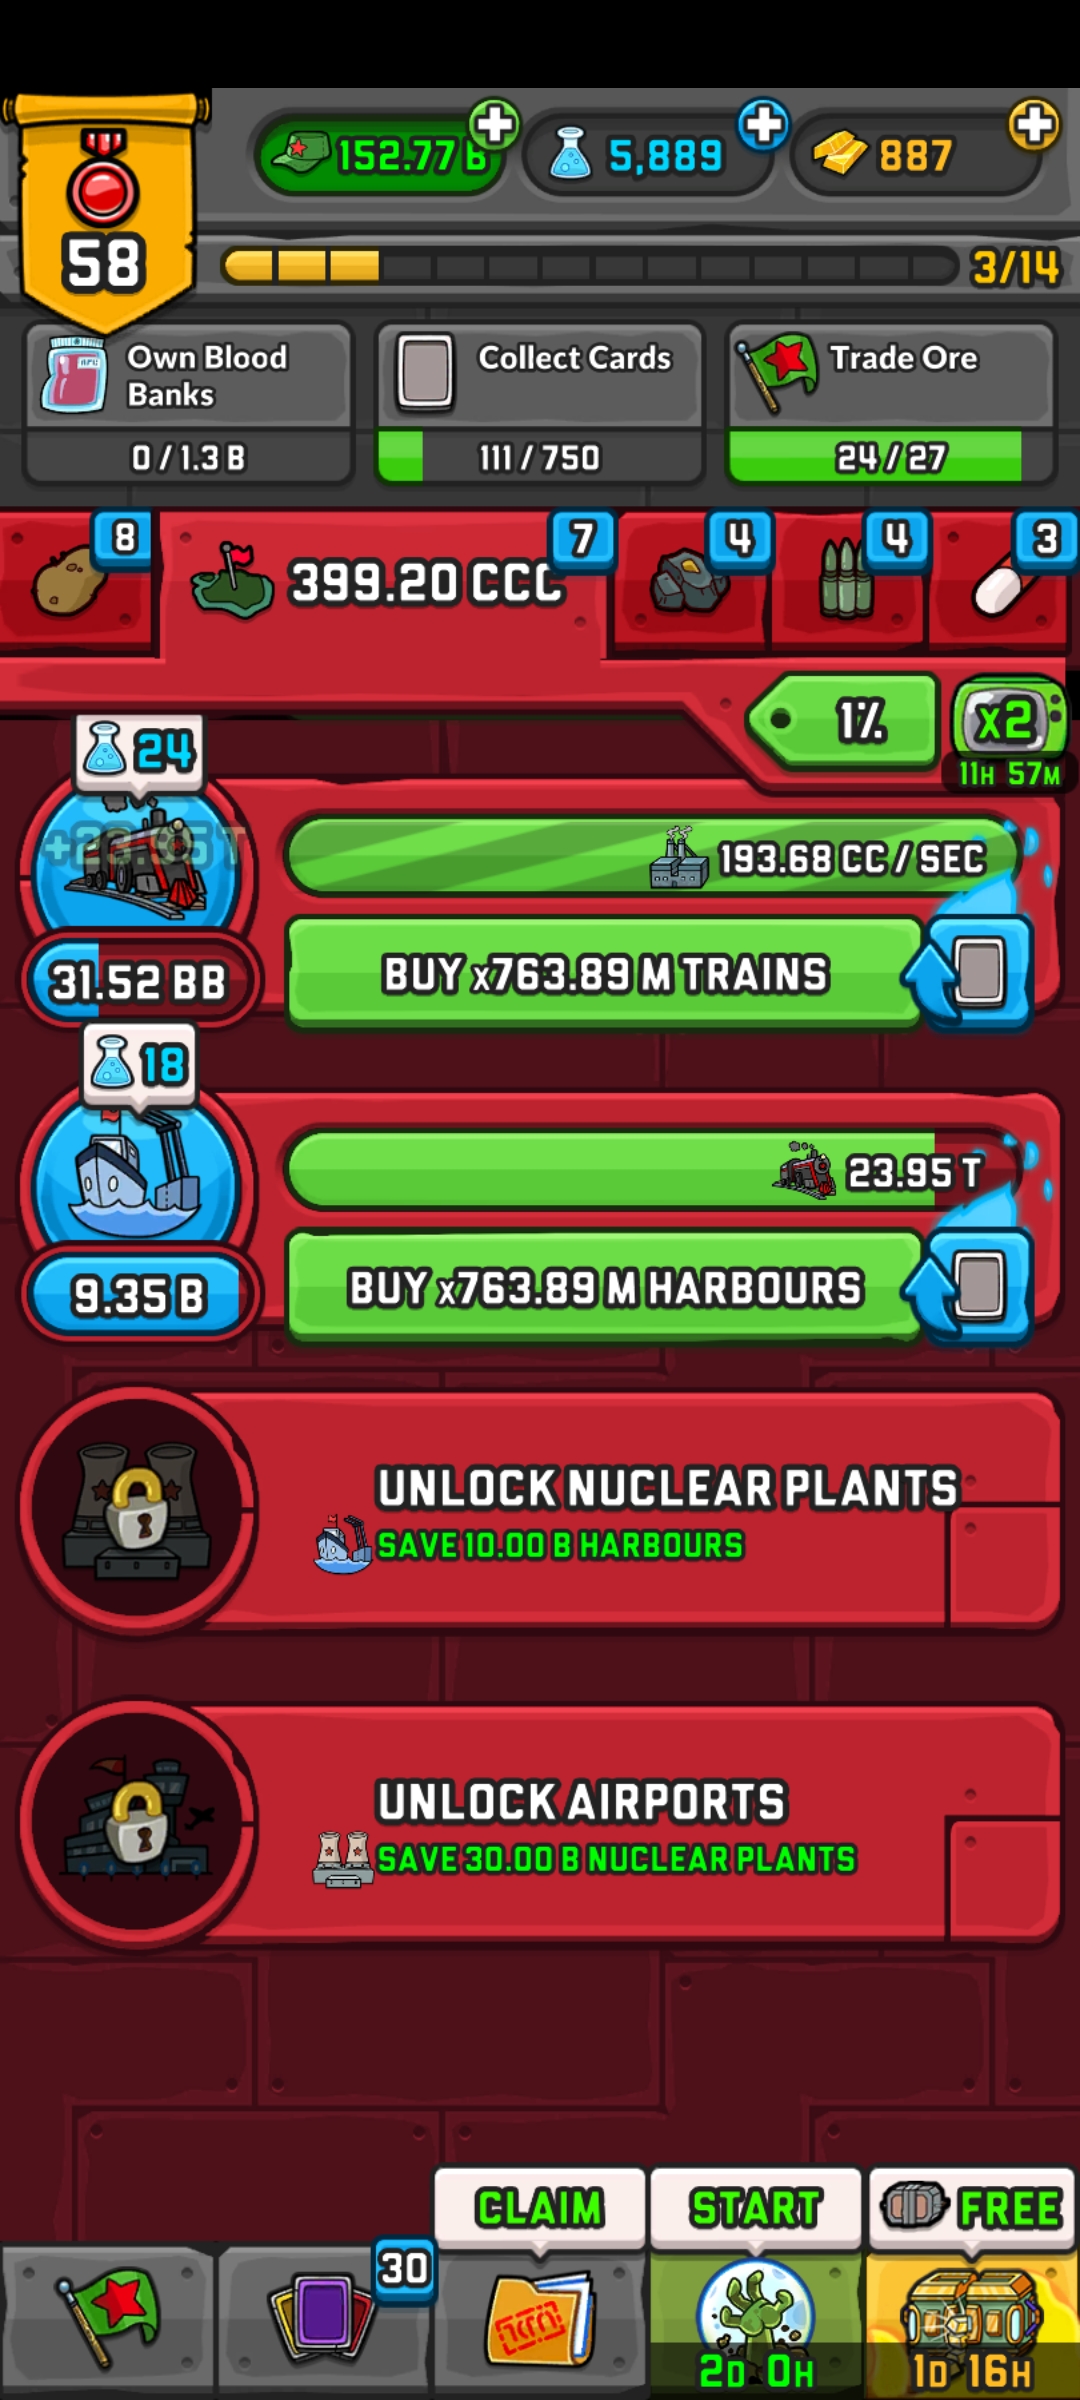 152.77 B
5,889
887
58
3/14
Own Blood
Banks
0 / 1.3 B
Collect Cards
111 / 750
Trade Ore
24 / 27
8
399.20 CCC
7
4
4
3
1%
x2
11H 57M
24
+23.95 T
193.68 CC / SEC
31.52 BB
BUY x763.89 M TRAINS
18
23.95 T
9.35 B
BUY x763.89 M HARBOURS
UNLOCK NUCLEAR PLANTS
SAVE 10.00 B HARBOURS
UNLOCK AIRPORTS
SAVE 30.00 B NUCLEAR PLANTS
CLAIM
START
FREE
30
2D 0H
1D 16H